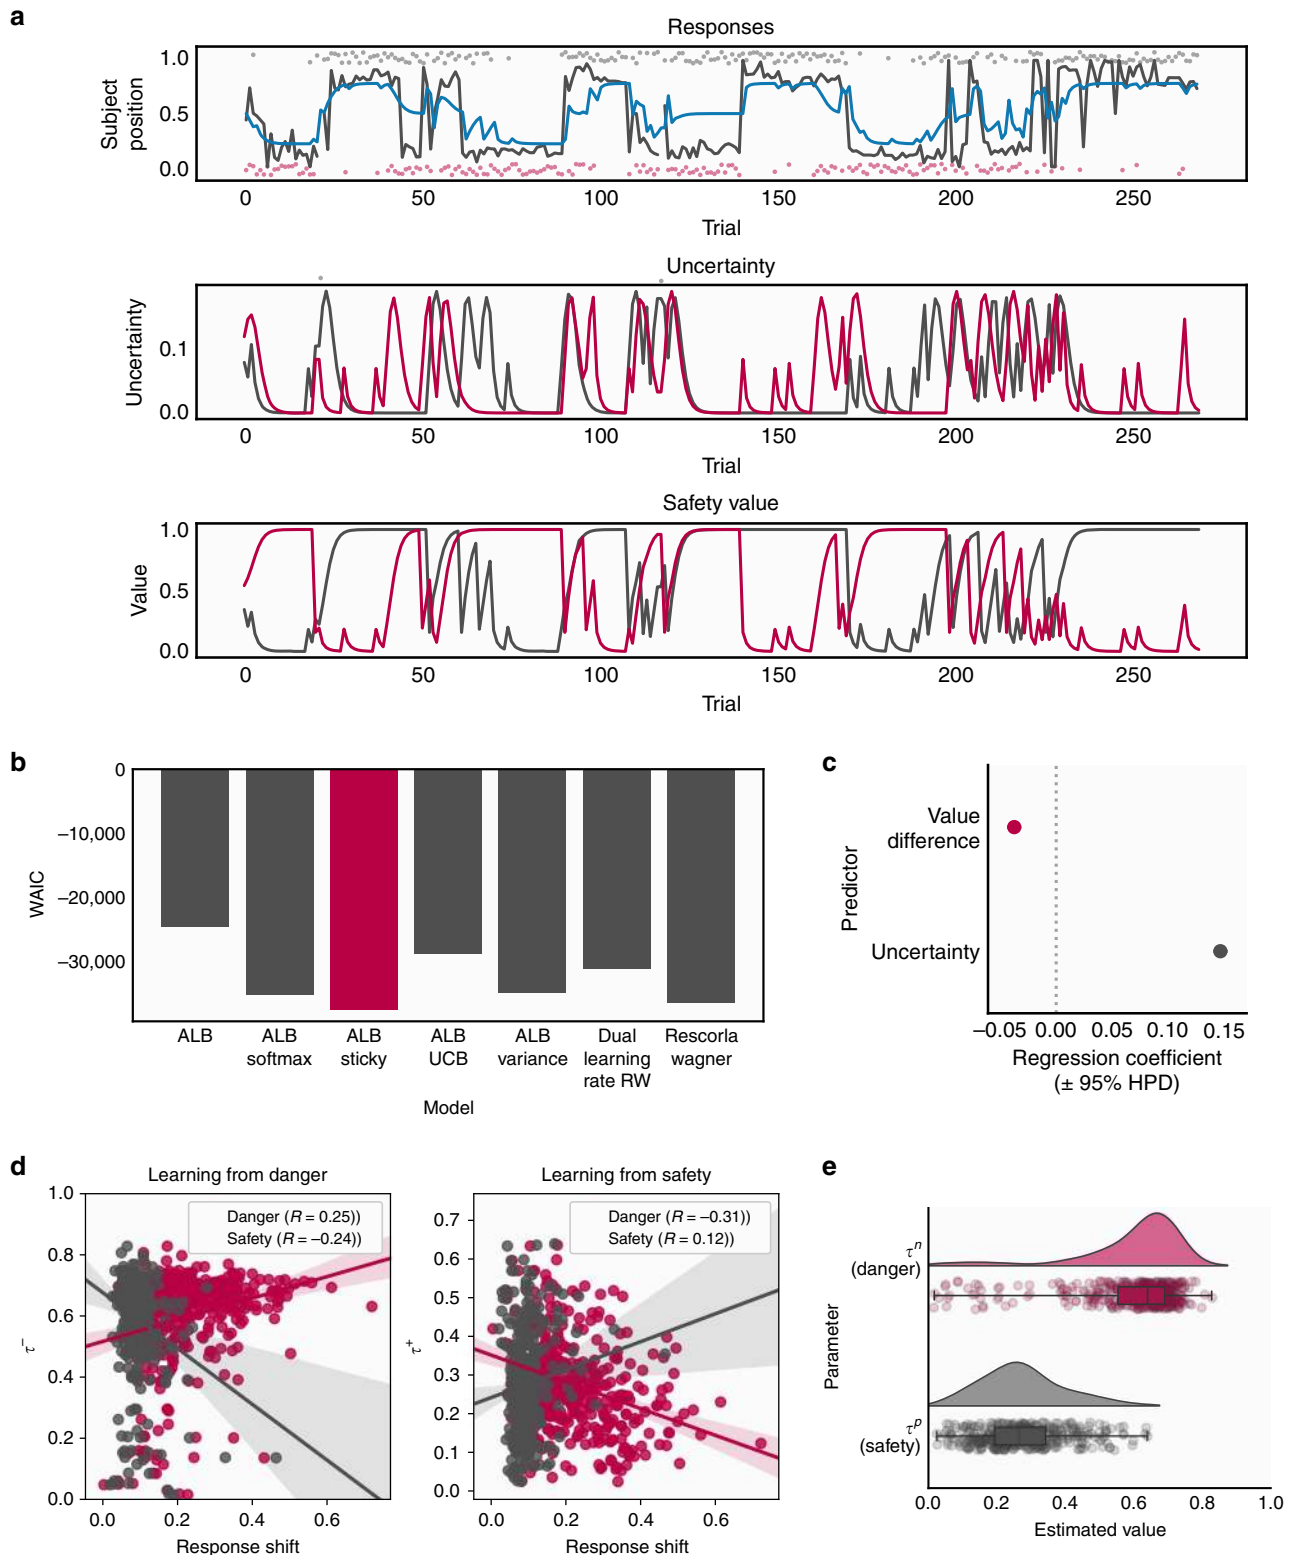 a
Responses
Subject
position
1.0
0.5
0.0
0
50
100
150
200
250
Trial
Uncertainty
Uncertainty
0.1
0.0
0
50
100
150
200
250
Trial
Safety value
Value
1.0
0.5
0.0
0
50
100
150
200
250
Trial
b
WAIC
0
−10,000
−20,000
−30,000
ALB
ALB
softmax
ALB
sticky
ALB
UCB
ALB
variance
Dual
learning
rate RW
Rescorla
wagner
Model
c
Predictor
Value
difference
Uncertainty
−0.05
0.00
0.05
0.10
0.15
Regression coefficient
(± 95% HPD)
d
Learning from danger
Danger (R = 0.25))
Safety (R = −0.24))
τ−
1.0
0.8
0.6
0.4
0.2
0.0
0.0
0.2
0.4
0.6
Response shift
Learning from safety
Danger (R = −0.31))
Safety (R = 0.12))
τ+
0.7
0.6
0.5
0.4
0.3
0.2
0.1
0.0
0.0
0.2
0.4
0.6
Response shift
e
Parameter
τn
(danger)
τp
(safety)
0.0
0.2
0.4
0.6
0.8
1.0
Estimated value